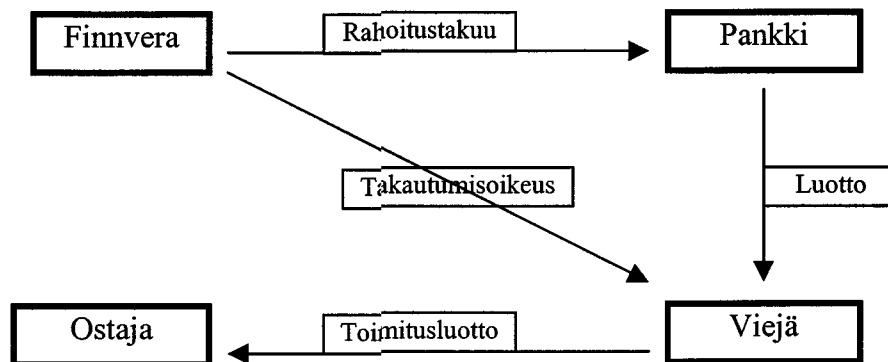 Finnvera
Rahoitustakuu
Pankki
Takautumisoikeus
Luotto
Ostaja
Toimitusluotto
Viejä